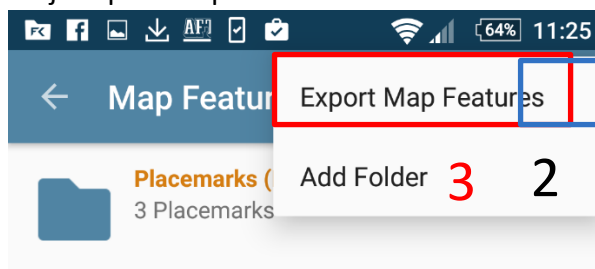 64% 11:25
Map Featur
Export Map Features
Placemarks (
3 Placemarks
Add Folder 3 2